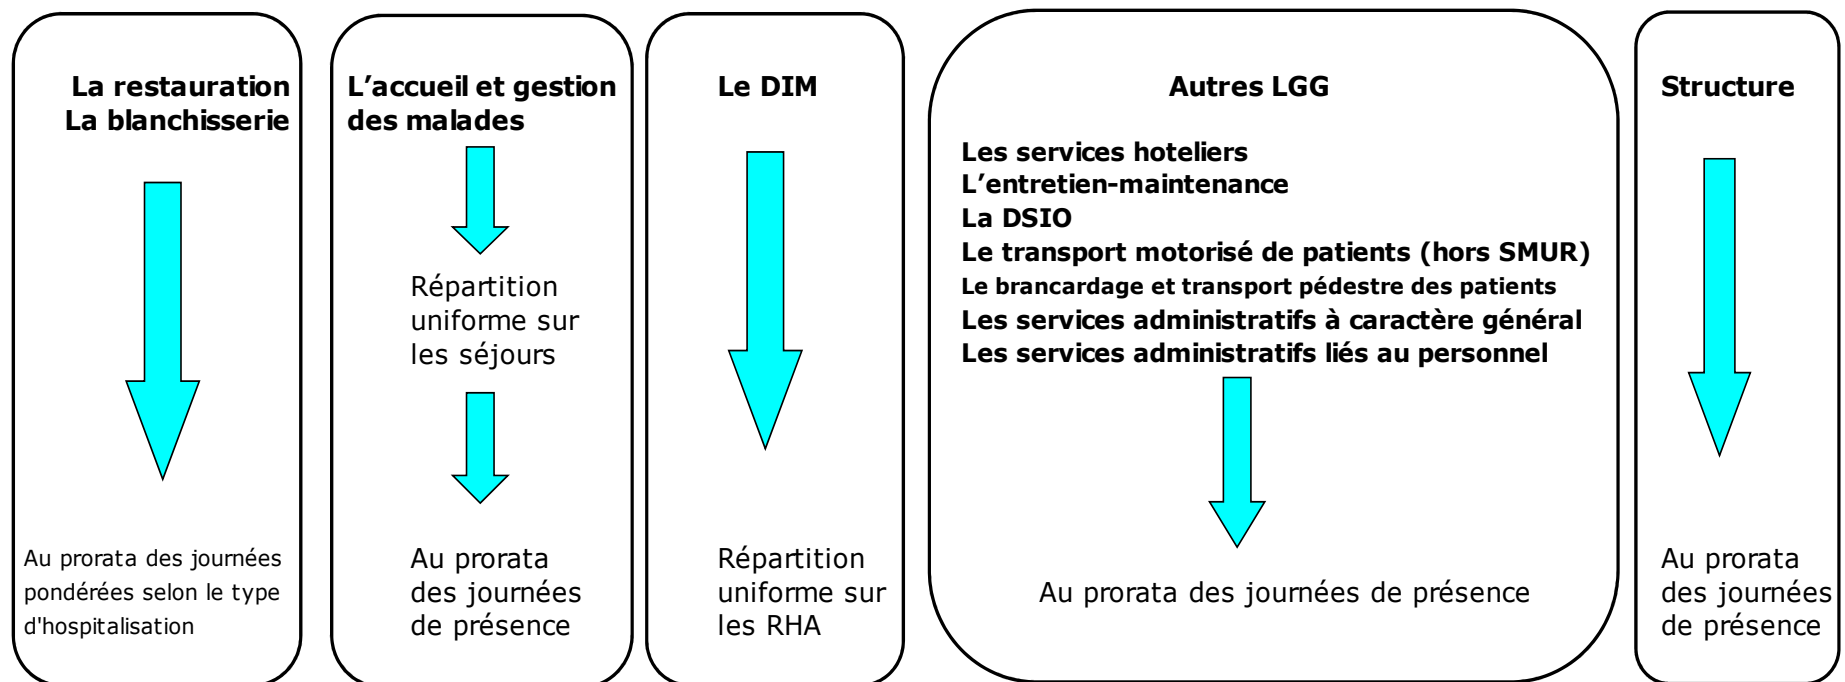 La restauration
La blanchisserie
Au prorata des journées
pondérées selon le type
d'hospitalisation
L'accueil et gestion
des malades
Répartition
uniforme sur
les séjours
Au prorata
des journées
de présence
Le DIM
Répartition
uniforme sur
les RHA
Autres LGG
Les services hoteliers
L'entretien-maintenance
La DSIO
Le transport motorisé de patients (hors SMUR)
Le brancardage et transport pédestre des patients
Les services administratifs à caractère général
Les services administratifs liés au personnel
Au prorata des journées de présence
Structure
Au prorata
des journées
de présence